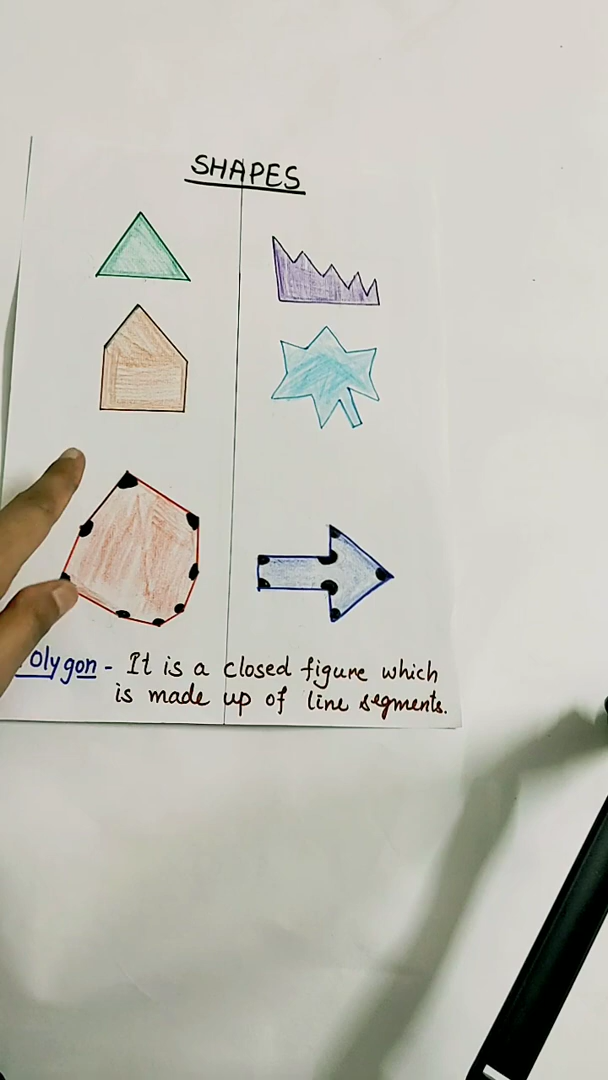 SHAPES
olygon - It is a closed figure which
is made up of line segments.